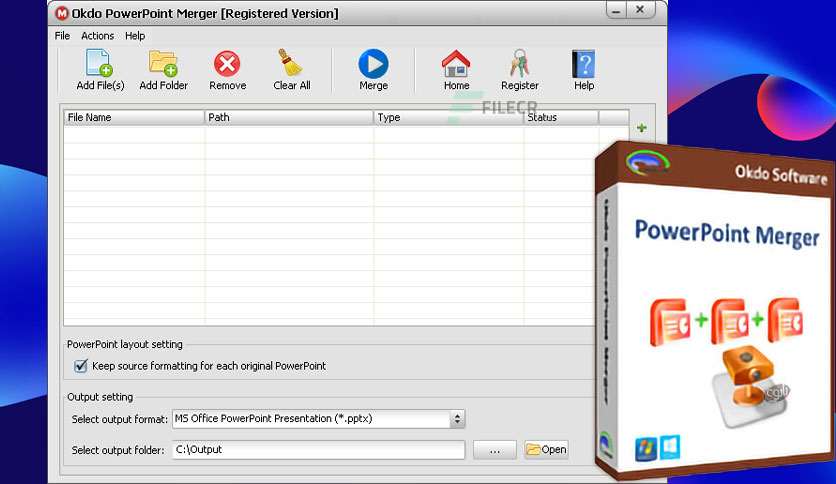 Okdo PowerPoint Merger [Registered Version]
File Actions Help
Add File(s) Add Folder Remove Clear All Merge Home Register Help
FILECR
File Name Path Type Status
Okdo Software
PowerPoint Merger
Okdo PowerPoint Merger
PowerPoint layout setting
Keep source formatting for each original PowerPoint
Output setting
Select output format: MS Office PowerPoint Presentation (*.pptx)
Select output folder: C:\Output ... Open